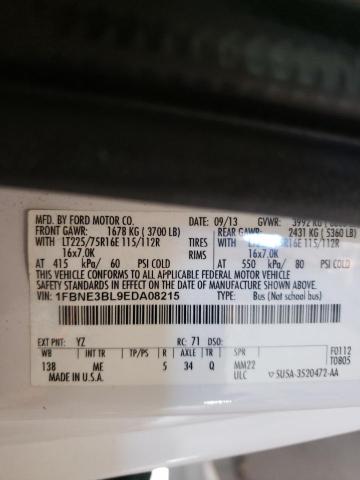 MFD. BY FORD MOTOR CO. 09/13 GVWR: 3992 KG
FRONT GAWR: 1678 KG (3700 LB) REAR GAWR: 2431 KG (5360 LB)
WITH LT225/75R16E 115/112R TIRES WITH LT225/75R16E 115/112R
16x7.0K RIMS 16x7.0K
AT 415 kPa/ 60 PSI COLD AT 550 kPa/ 80 PSI COLD
THIS VEHICLE CONFORMS TO ALL APPLICABLE FEDERAL MOTOR VEHICLE
SAFETY STANDARDS IN EFFECT ON THE DATE OF MANUFACTURE SHOWN ABOVE.
VIN: 1FBNE3BL9EDA08215 TYPE: Bus (Not school bus)
EXT PNT: YZ RC: 71 DSO:
WB INT TR TP/PS R AXLE TR SPR F0112
138 ME 5 34 Q MM22 T0805
MADE IN U.S.A. ULC SU5A-3520472-AA